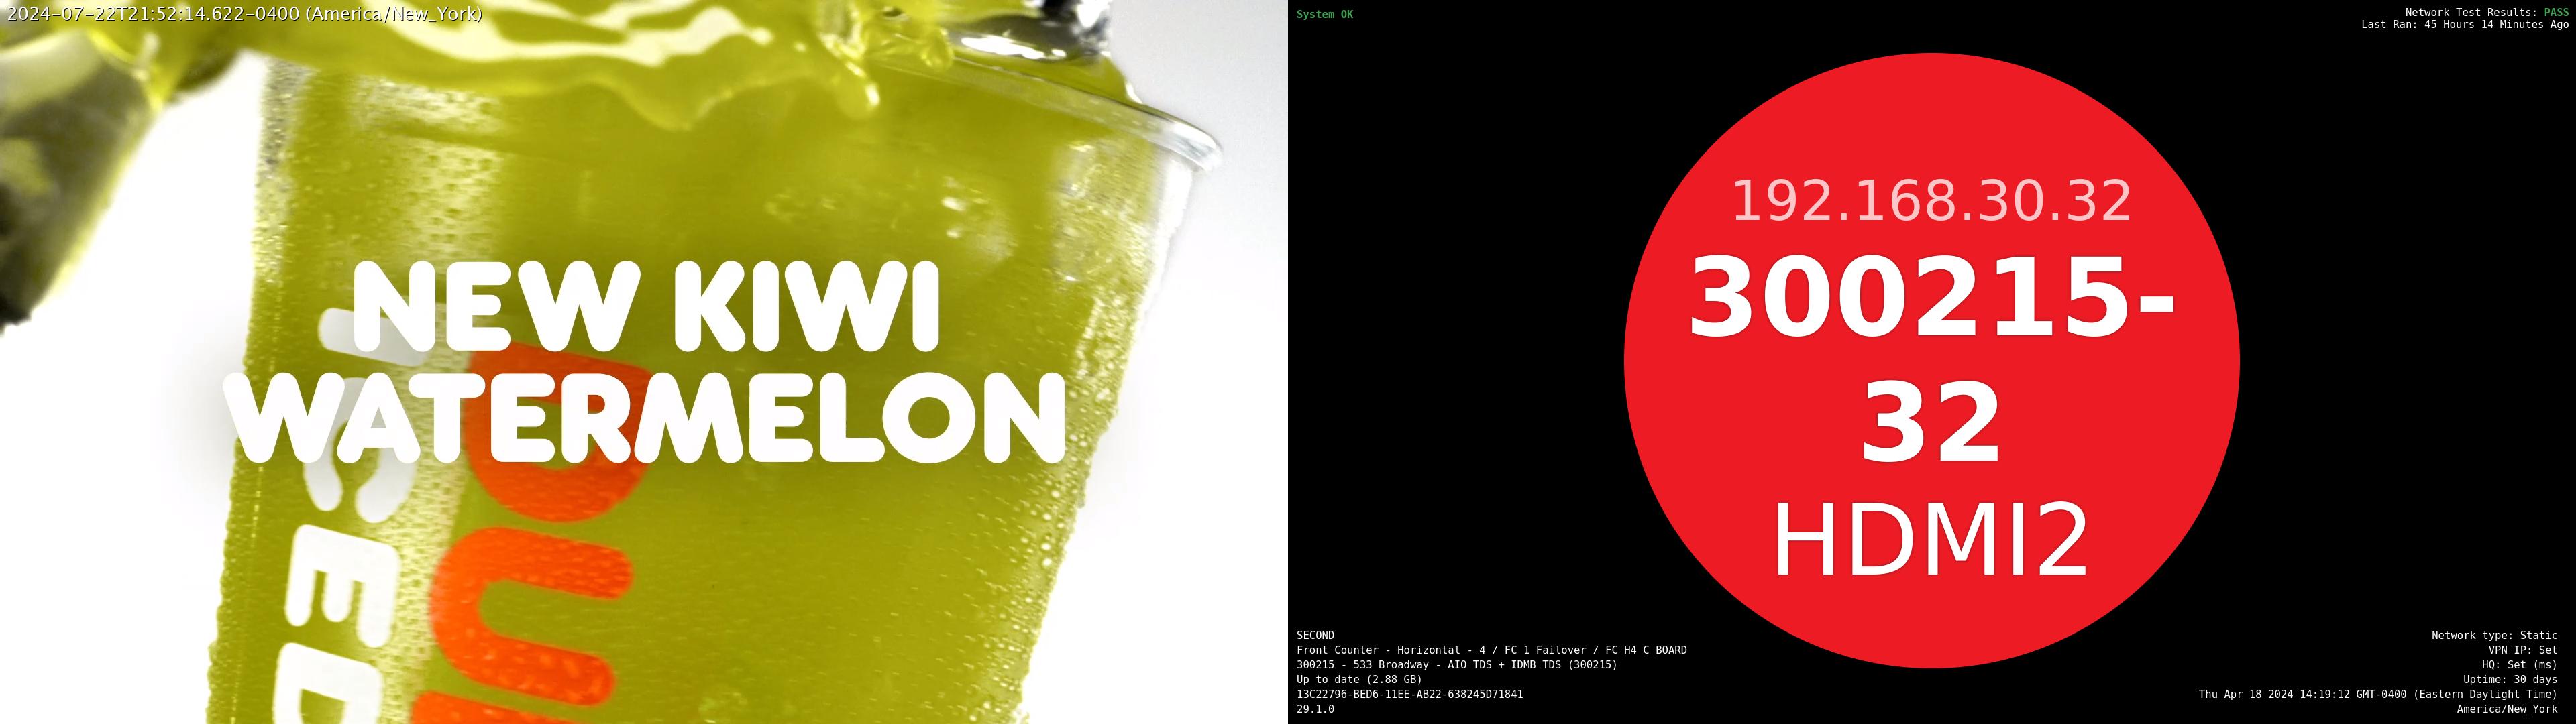 2024-07-22T21:52:14.622-0400 (America/New_York)
NEW KIWI
WATERMELON
ICED
DU
System OK
Network Test Results: PASS
Last Ran: 45 Hours 14 Minutes Ago
192.168.30.32
300215-
32
HDMI2
SECOND
Front Counter - Horizontal - 4 / FC 1 Failover / FC_H4_C_BOARD
300215 - 533 Broadway - AIO TDS + IDMB TDS (300215)
Up to date (2.88 GB)
13C22796-BED6-11EE-AB22-638245D71841
29.1.0
Network type: Static
VPN IP: Set
HQ: Set (ms)
Uptime: 30 days
Thu Apr 18 2024 14:19:12 GMT-0400 (Eastern Daylight Time)
America/New_York